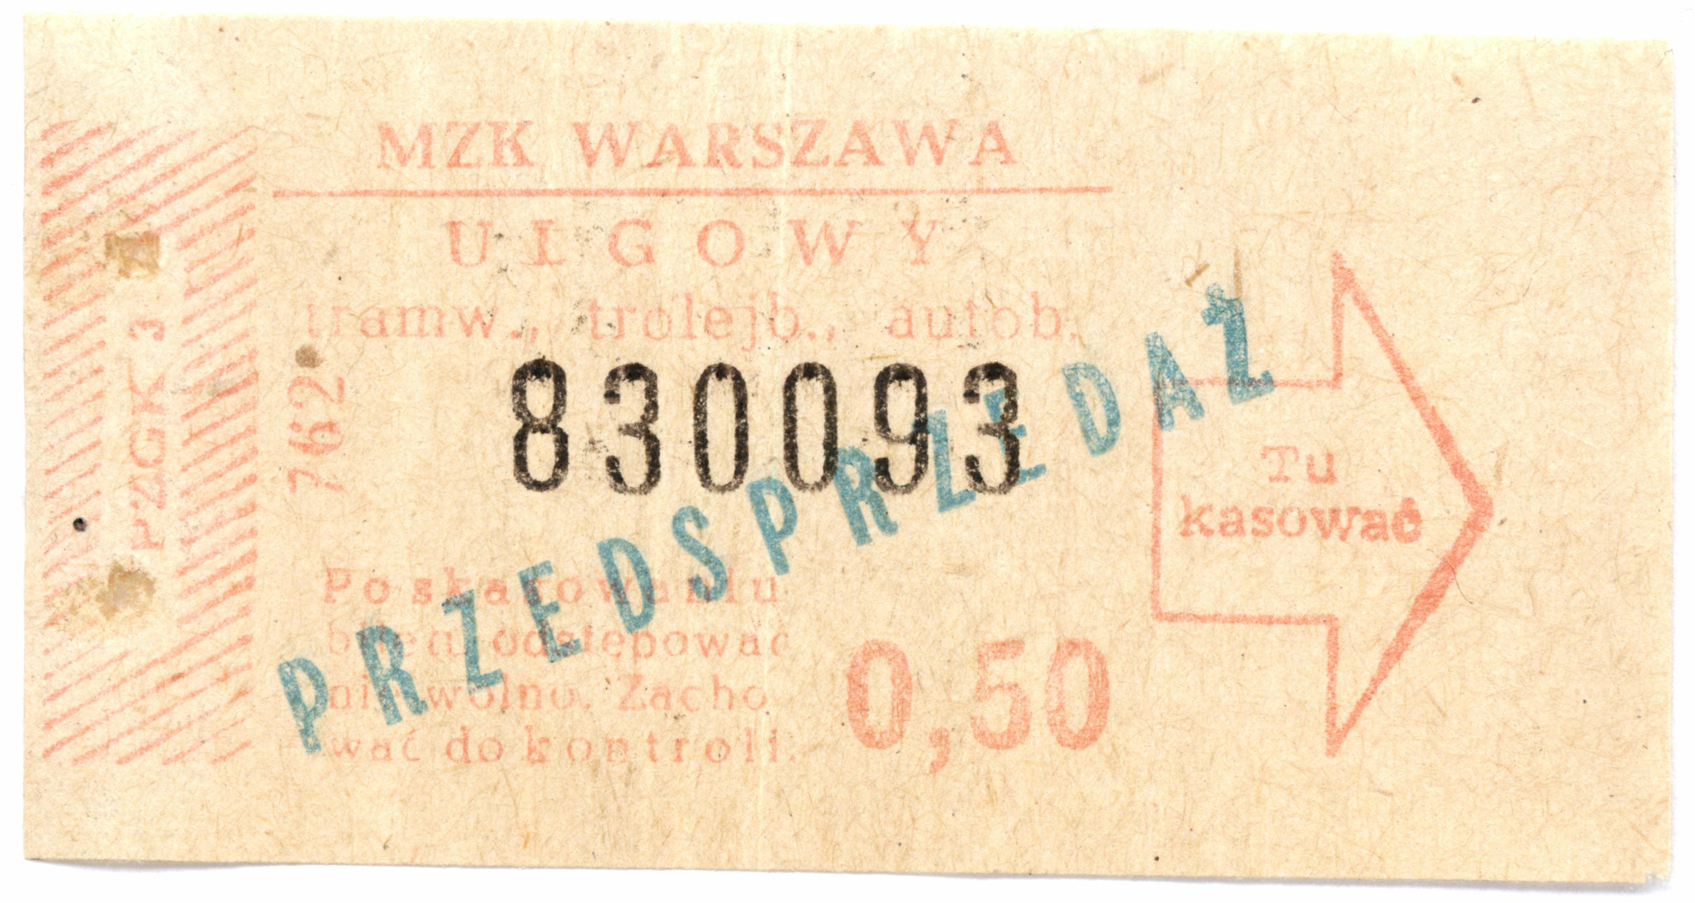 MZK WARSZAWA
ULGOWY
tramw., trolejb., autob.
762
830093
PRZEDSPRZEDAŻ
PZGK 3
Po skasowaniu
biletu odstępować
nie wolno. Zacho
wać do kontroli.
0,50
Tu
kasować